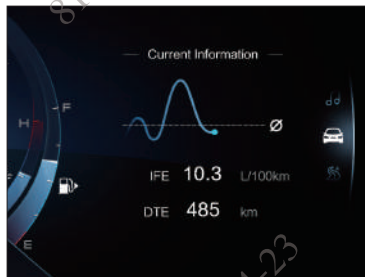 Current Information
H
F
Ø
IFE 10.3 L/100km
DTE 485 km
E